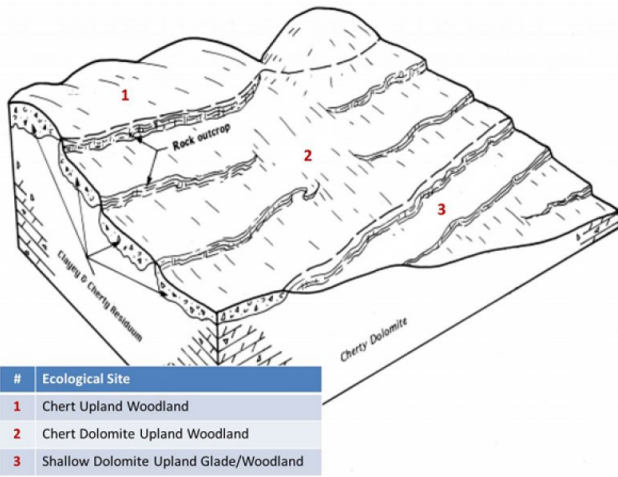 1
Rock outcrop
2
3
Clayey & Cherty Residuum
Cherty Dolomite
# Ecological Site
1 Chert Upland Woodland
2 Chert Dolomite Upland Woodland
3 Shallow Dolomite Upland Glade/Woodland